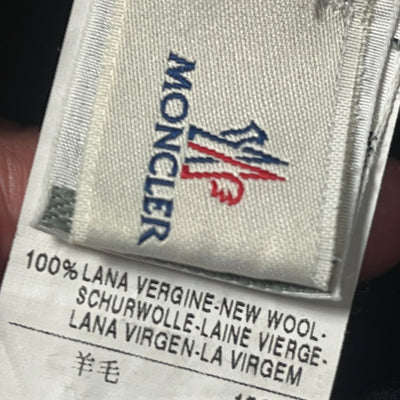 MONCLER
100% LANA VERGINE-NEW WOOL-
SCHURWOLLE-LAINE VIERGE-
LANA VIRGEN-LA VIRGEM
羊毛